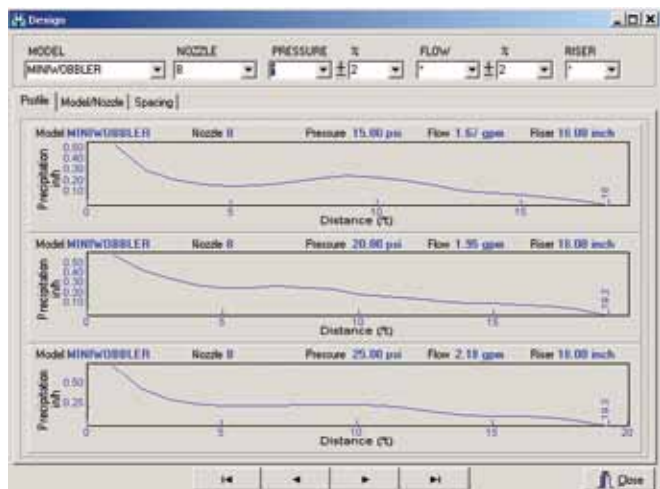 Design
MODEL NOZZLE PRESSURE % FLOW % RISER
MINIWOBBLER 8 * ± 2 * ± 2 *
Profile Model/Nozzle Spacing
Model MINIWOBBLER Nozzle 8 Pressure 15.00 psi Flow 1.67 gpm Riser 18.00 inch
Precipitation in/h
0.50
0.40
0.30
0.20
0.10
0 5 10 15 18
Distance (ft)
Model MINIWOBBLER Nozzle 8 Pressure 20.00 psi Flow 1.95 gpm Riser 18.00 inch
Precipitation in/h
0.50
0.40
0.30
0.20
0.10
0 5 10 15
Distance (ft)
Model MINIWOBBLER Nozzle 8 Pressure 25.00 psi Flow 2.18 gpm Riser 18.00 inch
Precipitation in/h
0.50
0.25
0 5 10 15 20
Distance (ft)
Close